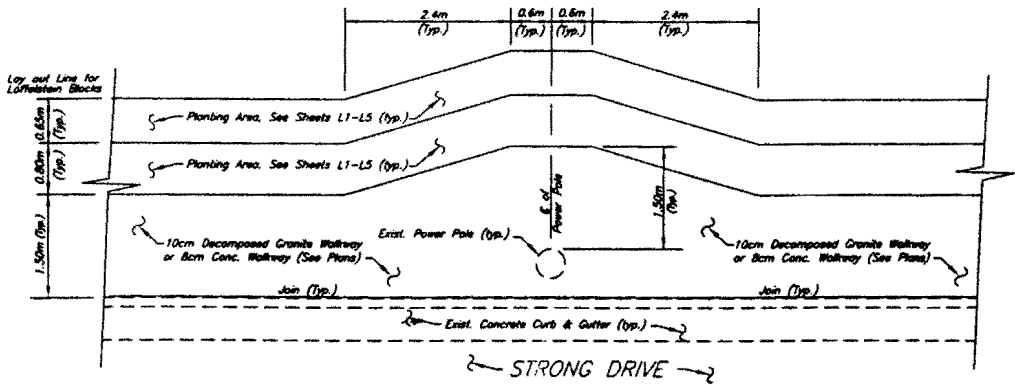 2.4m
(Typ.)
0.6m
(Typ.)
0.6m
(Typ.)
2.4m
(Typ.)
Lay out Line for
Loffelstein Blocks
0.65m
(Typ.)
0.80m
(Typ.)
1.50m (Typ.)
Planting Area, See Sheets L1-L5 (typ.)
Planting Area, See Sheets L1-L5 (typ.)
℄ of
Power Pole
1.50m
(Typ.)
Exist. Power Pole (typ.)
10cm Decomposed Granite Walkway
or 8cm Conc. Walkway (See Plans)
10cm Decomposed Granite Walkway
or 8cm Conc. Walkway (See Plans)
Join (Typ.)
Join (Typ.)
Exist. Concrete Curb & Gutter (typ.)
STRONG DRIVE